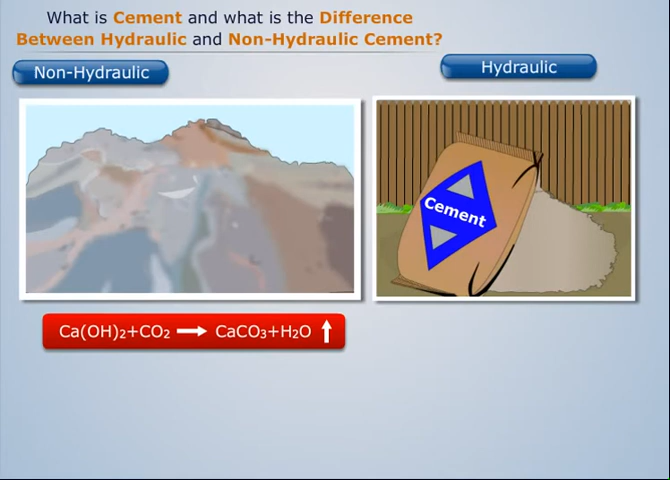 What is Cement and what is the Difference
Between Hydraulic and Non-Hydraulic Cement?
Non-Hydraulic
Hydraulic
Cement
Ca(OH)₂+CO₂ → CaCO₃+H₂O ↑